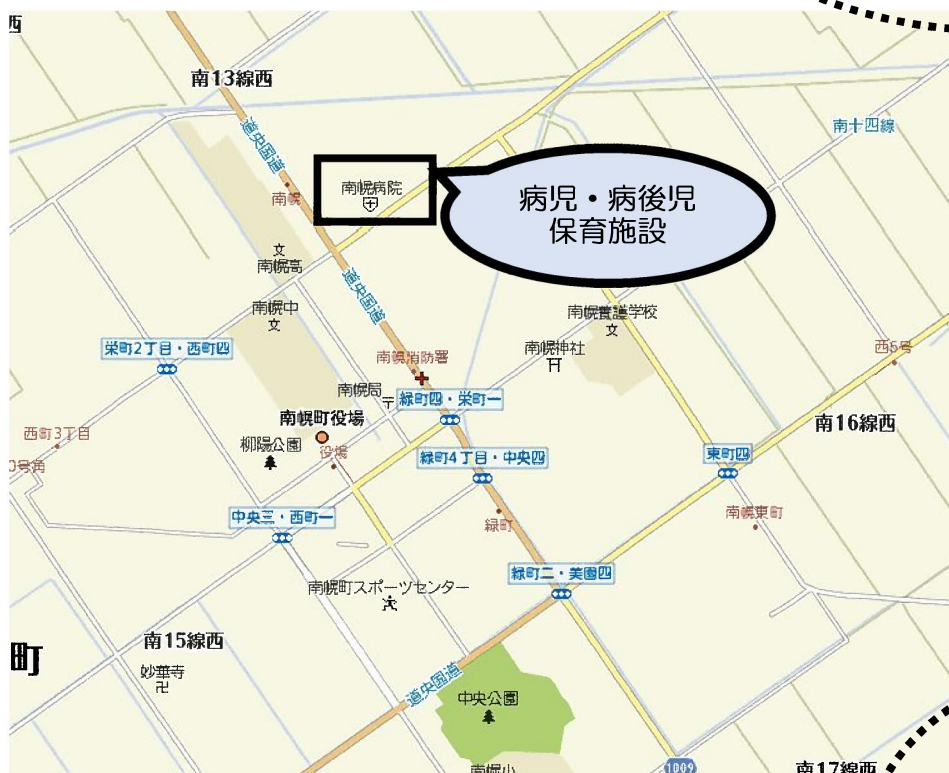 西
南13線西
南十四線
道央国道
南幌病院
病児・病後児
保育施設
南幌
文
南幌高
道央国道
南幌中
文
南幌養護学校
文
栄町2丁目・西町四
南幌消防署
南幌神社
西5号
南幌局
〒
緑町四・栄町一
南幌町役場
南16線西
西町3丁目
柳陽公園
役場
緑町4丁目・中央四
東町四
0号角
中央三・西町一
緑町
南幌東町
緑町二・美園四
南幌町スポーツセンター
南15線西
町
妙華寺
卍
道央国道
中央公園
南幌小
1009
南17線西